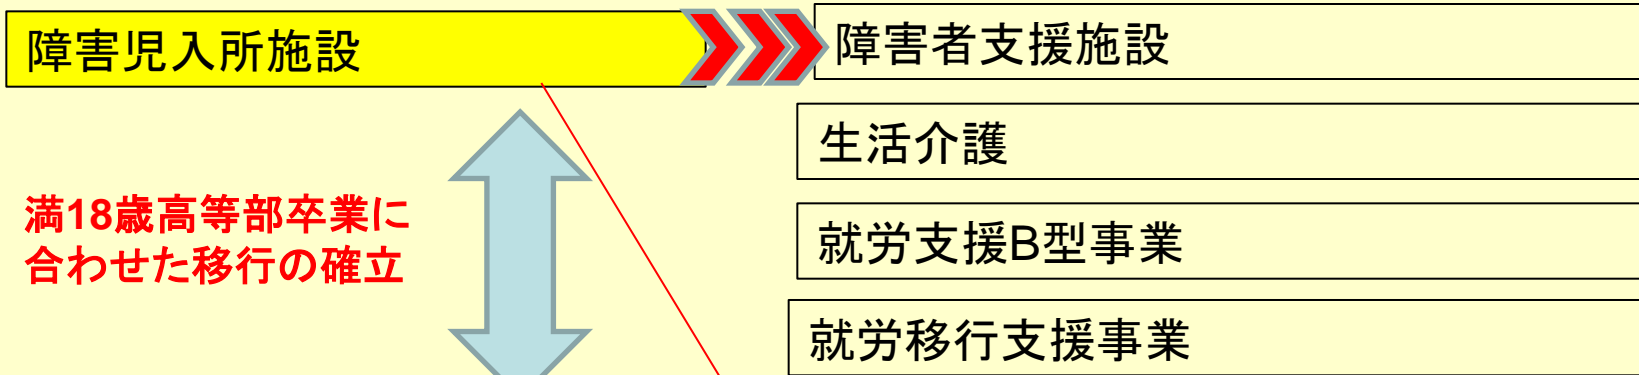 障害児入所施設
障害者支援施設
生活介護
満18歳高等部卒業に
合わせた移行の確立
就労支援B型事業
就労移行支援事業